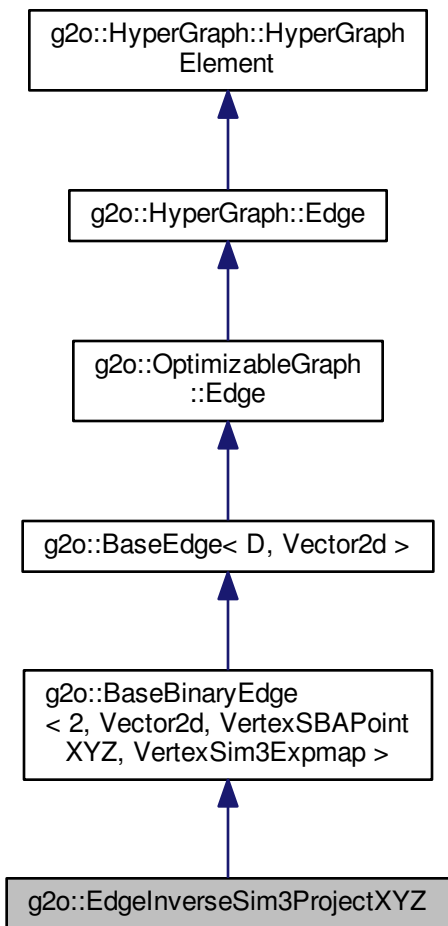 g2o::HyperGraph::HyperGraph
Element
g2o::HyperGraph::Edge
g2o::OptimizableGraph
::Edge
g2o::BaseEdge< D, Vector2d >
g2o::BaseBinaryEdge
< 2, Vector2d, VertexSBAPoint
XYZ, VertexSim3Expmap >
g2o::EdgeInverseSim3ProjectXYZ